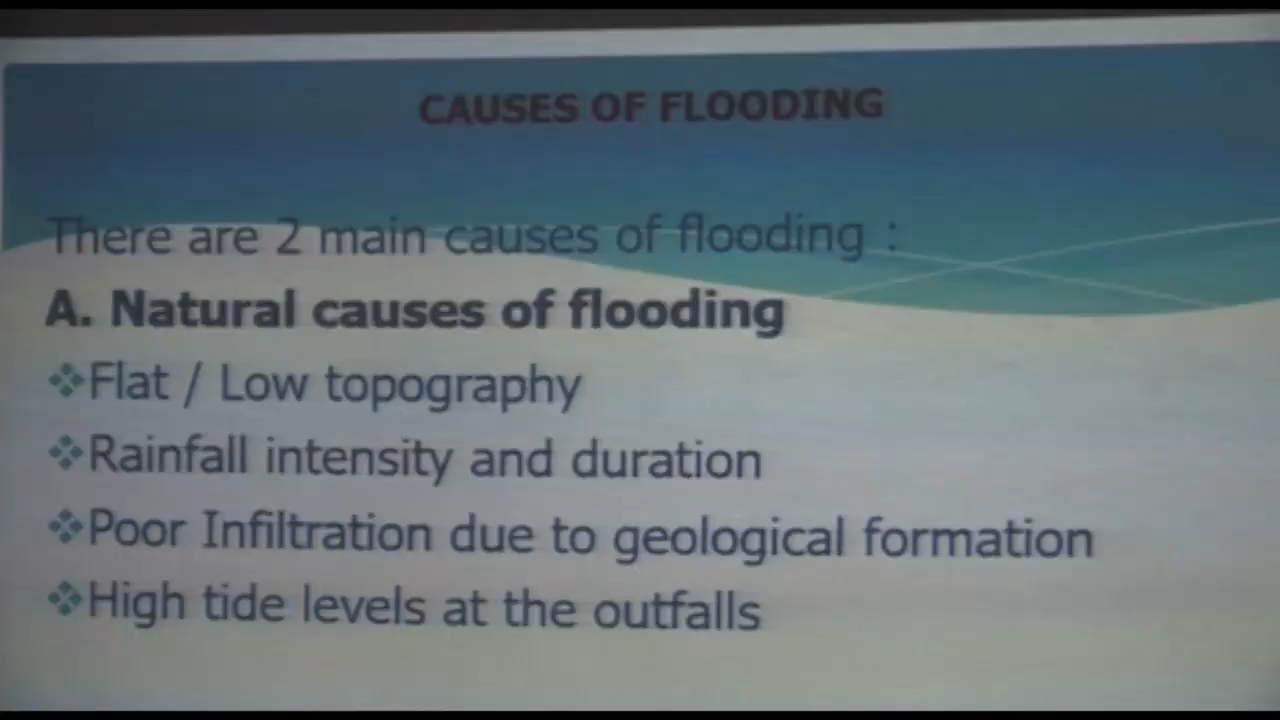 CAUSES OF FLOODING
There are 2 main causes of flooding :
A. Natural causes of flooding
❖Flat / Low topography
❖Rainfall intensity and duration
❖Poor Infiltration due to geological formation
❖High tide levels at the outfalls